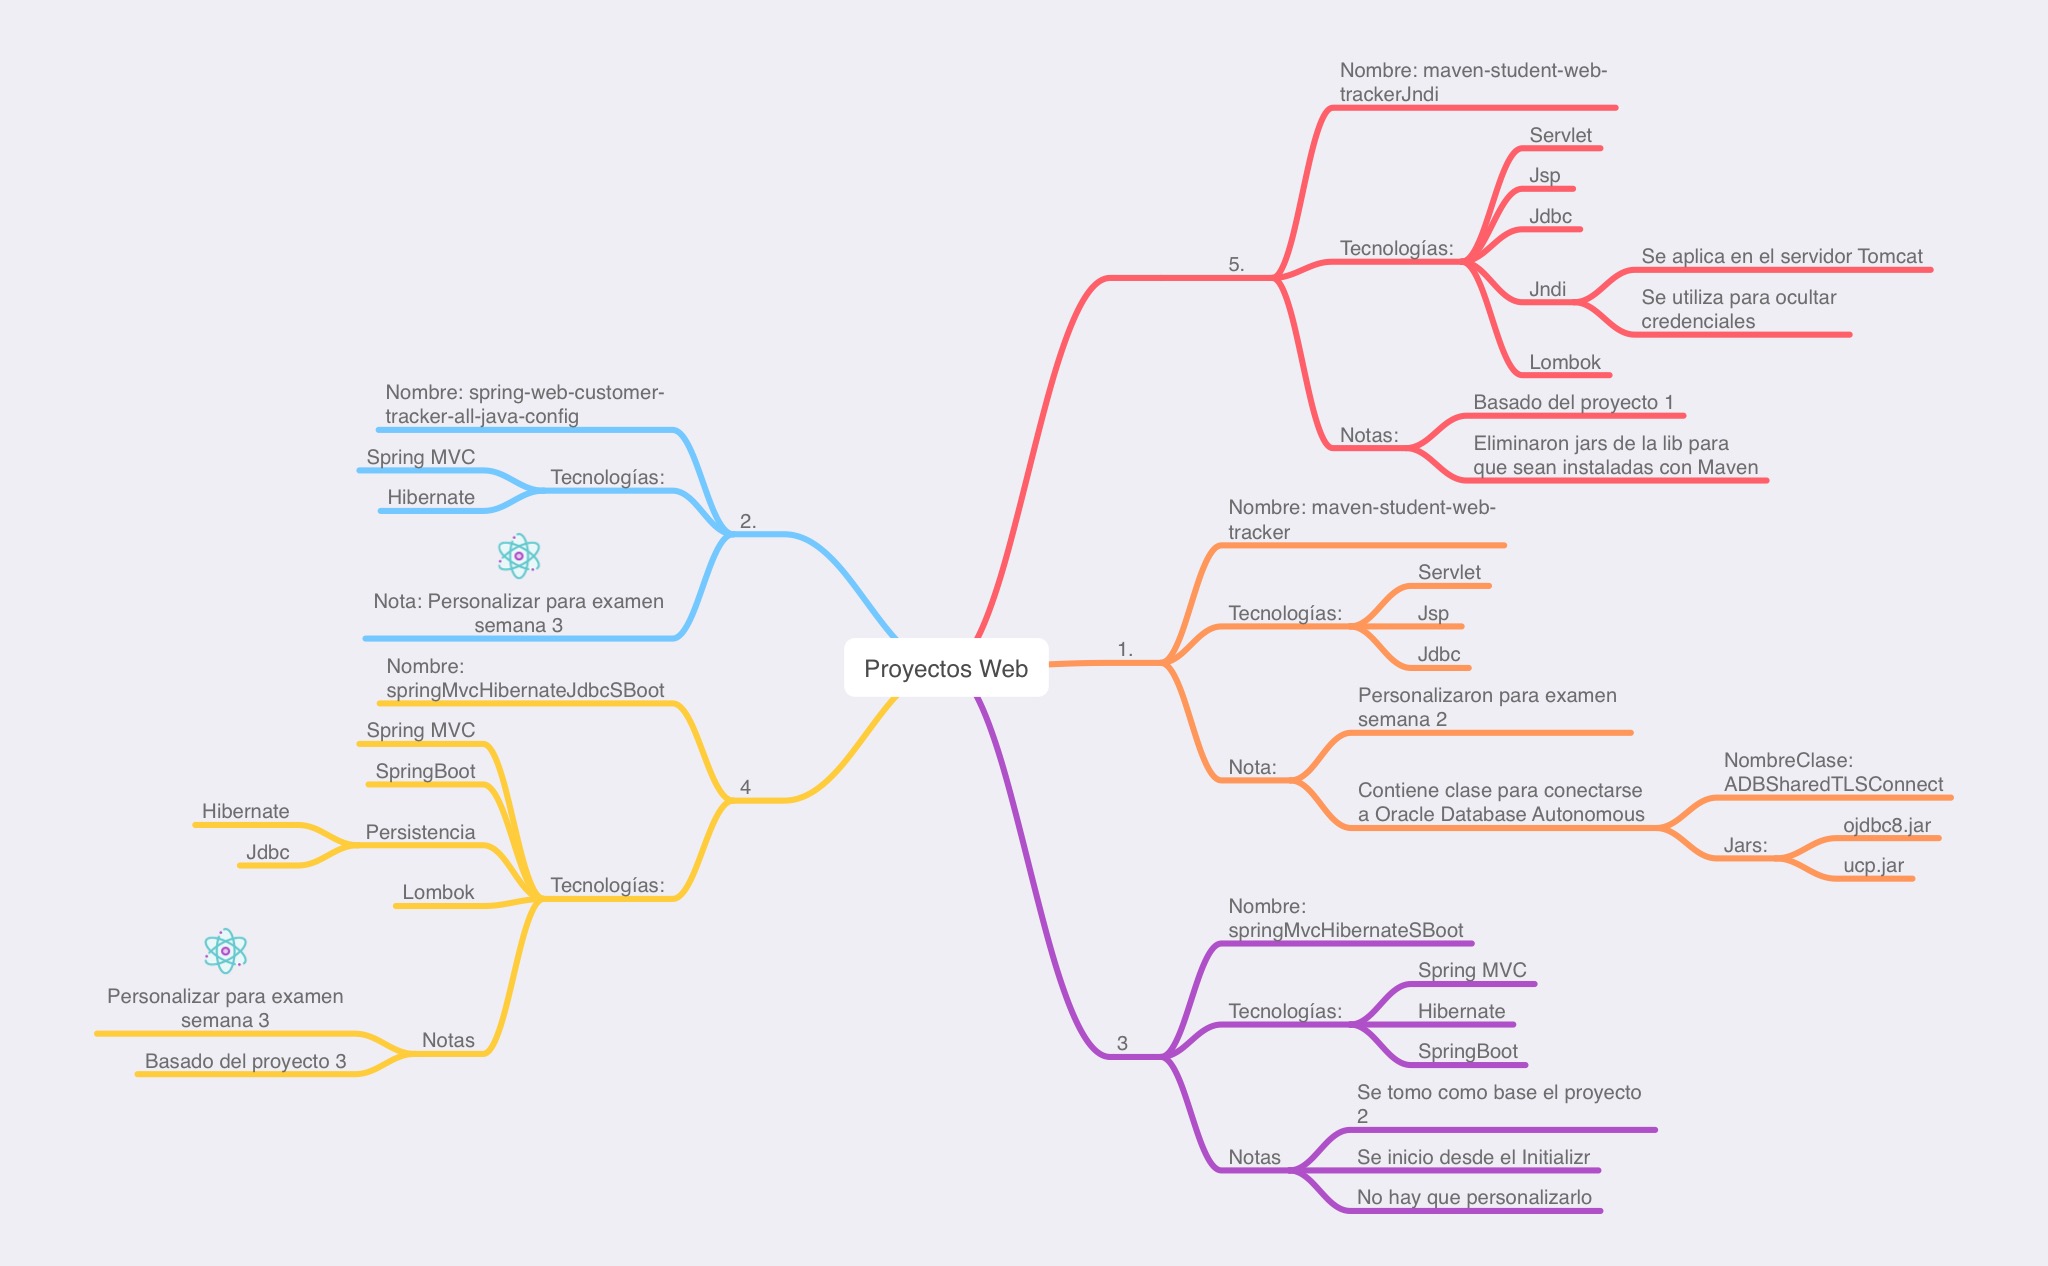 Proyectos Web
5.
Nombre: maven-student-web-
trackerJndi
Tecnologías:
Servlet
Jsp
Jdbc
Jndi
Se aplica en el servidor Tomcat
Se utiliza para ocultar
credenciales
Lombok
Notas:
Basado del proyecto 1
Eliminaron jars de la lib para
que sean instaladas con Maven
1.
Nombre: maven-student-web-
tracker
Tecnologías:
Servlet
Jsp
Jdbc
Nota:
Personalizaron para examen
semana 2
Contiene clase para conectarse
a Oracle Database Autonomous
NombreClase:
ADBSharedTLSConnect
Jars:
ojdbc8.jar
ucp.jar
3
Nombre:
springMvcHibernateSBoot
Tecnologías:
Spring MVC
Hibernate
SpringBoot
Notas
Se tomo como base el proyecto
2
Se inicio desde el Initializr
No hay que personalizarlo
2.
Nombre: spring-web-customer-
tracker-all-java-config
Tecnologías:
Spring MVC
Hibernate
Nota: Personalizar para examen
semana 3
4
Nombre:
springMvcHibernateJdbcSBoot
Tecnologías:
Spring MVC
SpringBoot
Persistencia
Hibernate
Jdbc
Lombok
Notas
Personalizar para examen
semana 3
Basado del proyecto 3